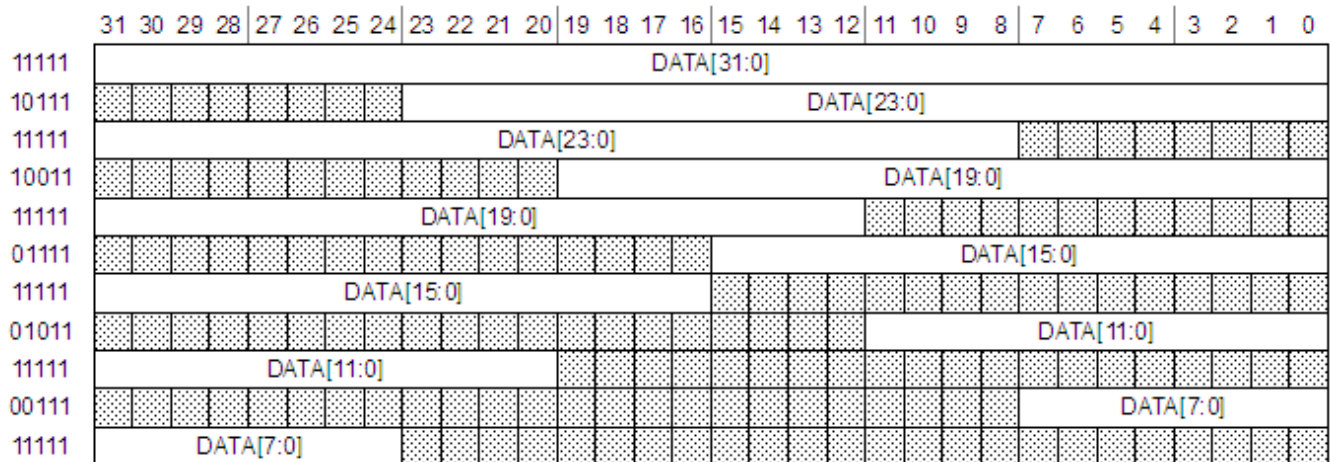 31 30 29 28 27 26 25 24 23 22 21 20 19 18 17 16 15 14 13 12 11 10 9 8 7 6 5 4 3 2 1 0
11111 DATA[31:0]
10111 DATA[23:0]
11111 DATA[23:0]
10011 DATA[19:0]
11111 DATA[19:0]
01111 DATA[15:0]
11111 DATA[15:0]
01011 DATA[11:0]
11111 DATA[11:0]
00111 DATA[7:0]
11111 DATA[7:0]